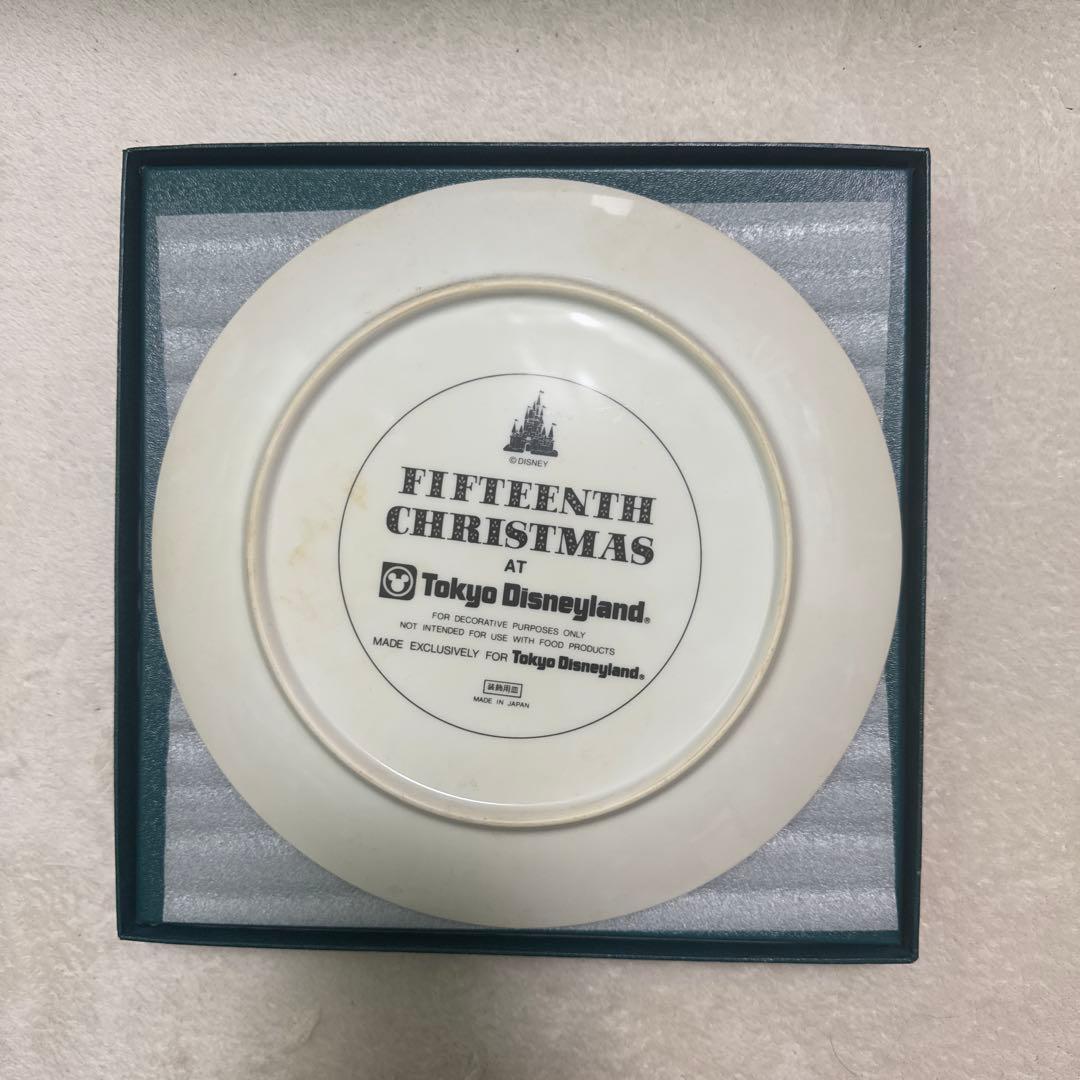 © DISNEY
FIFTEENTH
CHRISTMAS
AT
Tokyo Disneyland®
FOR DECORATIVE PURPOSES ONLY
NOT INTENDED FOR USE WITH FOOD PRODUCTS
MADE EXCLUSIVELY FOR Tokyo Disneyland®
装飾用皿
MADE IN JAPAN